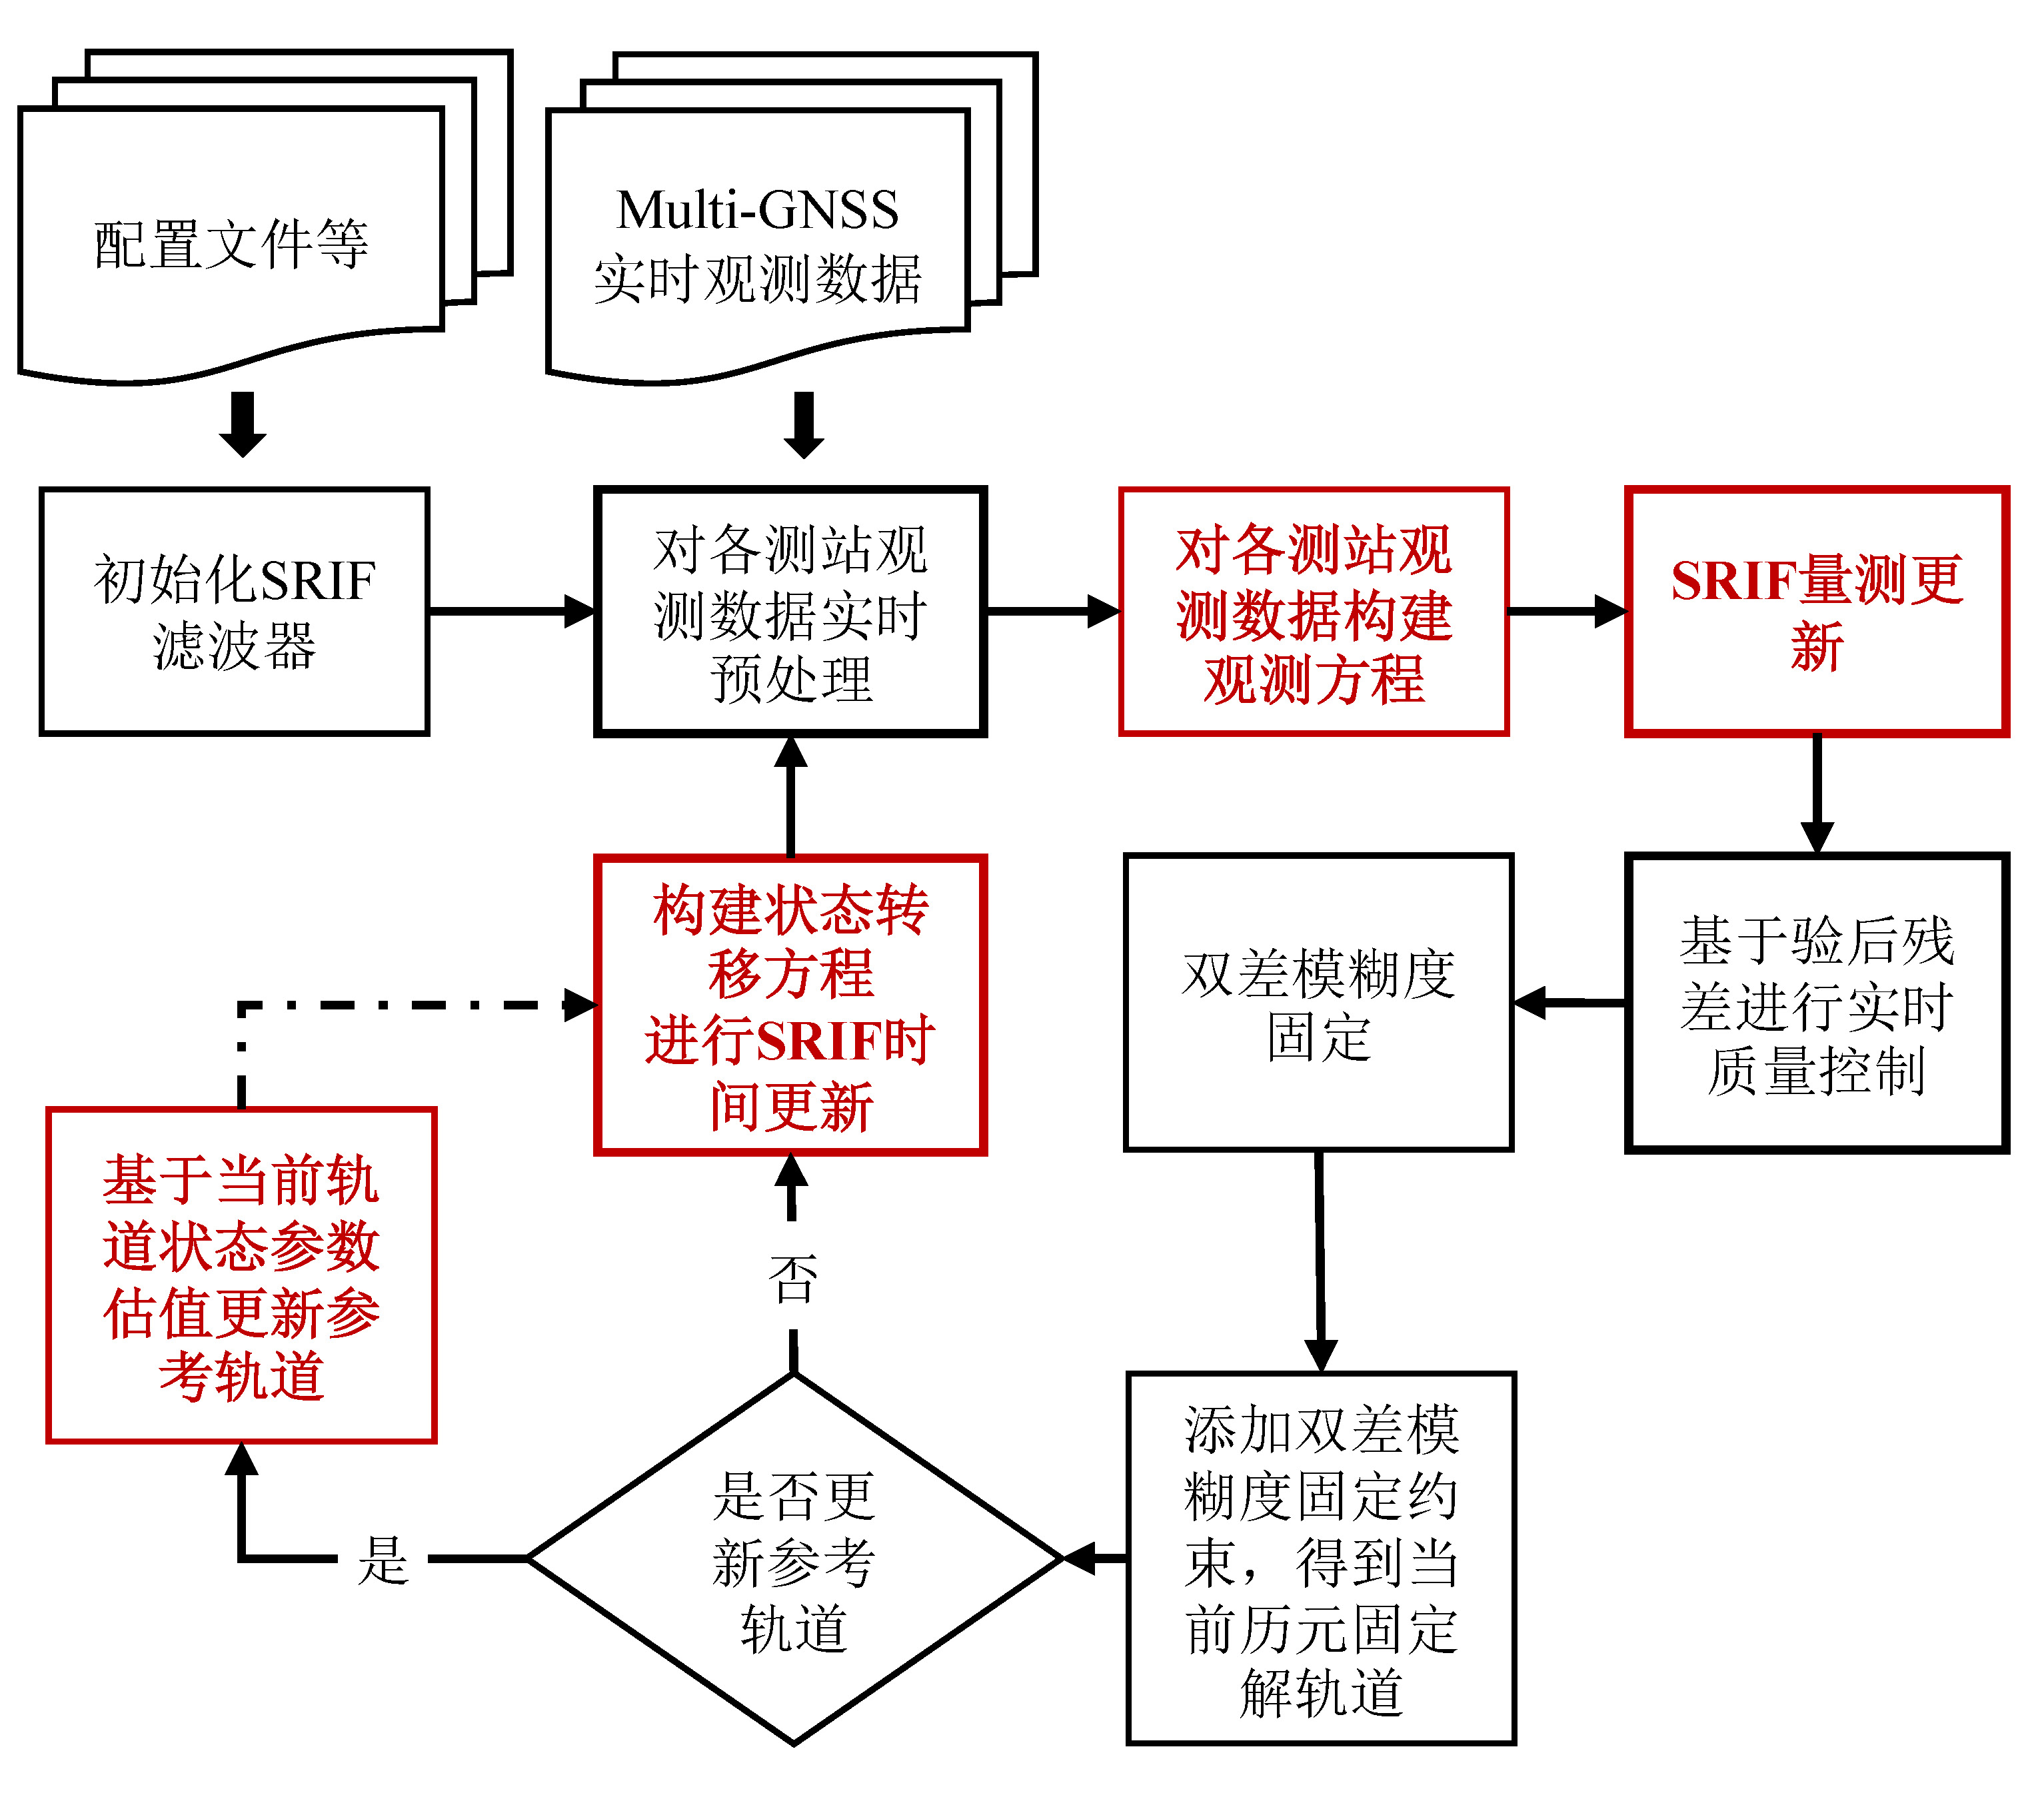 配置文件等
Multi-GNSS
实时观测数据
初始化SRIF
滤波器
对各测站观
测数据实时
预处理
对各测站观
测数据构建
观测方程
SRIF量测更
新
构建状态转
移方程
进行SRIF时
间更新
双差模糊度
固定
基于验后残
差进行实时
质量控制
基于当前轨
道状态参数
估值更新参
考轨道
否
是
是否更
新参考
轨道
添加双差模
糊度固定约
束，得到当
前历元固定
解轨道